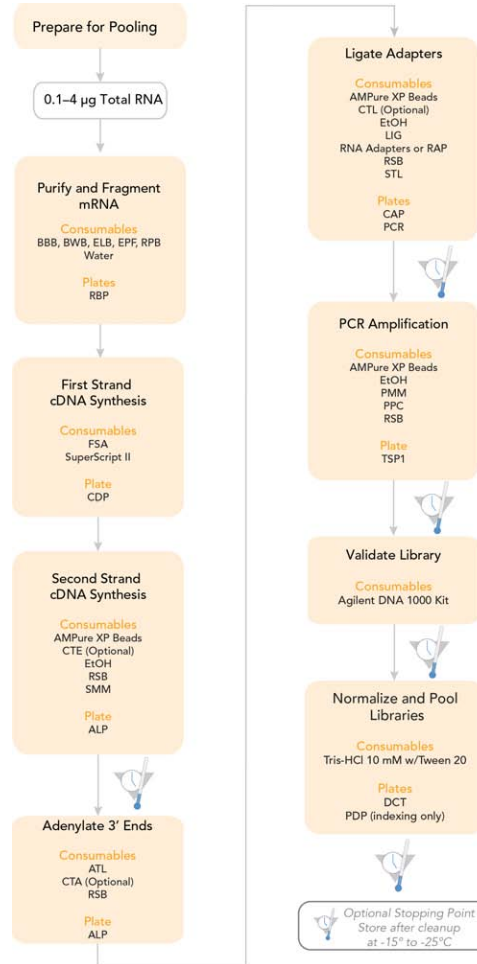 Prepare for Pooling
0.1–4 µg Total RNA
Purify and Fragment
mRNA
Consumables
BBB, BWB, ELB, EPF, RPB
Water
Plates
RBP
First Strand
cDNA Synthesis
Consumables
FSA
SuperScript II
Plate
CDP
Second Strand
cDNA Synthesis
Consumables
AMPure XP Beads
CTE (Optional)
EtOH
RSB
SMM
Plate
ALP
Adenylate 3’ Ends
Consumables
ATL
CTA (Optional)
RSB
Plate
ALP
Ligate Adapters
Consumables
AMPure XP Beads
CTL (Optional)
EtOH
LIG
RNA Adapters or RAP
RSB
STL
Plates
CAP
PCR
PCR Amplification
Consumables
AMPure XP Beads
EtOH
PMM
PPC
RSB
Plate
TSP1
Validate Library
Consumables
Agilent DNA 1000 Kit
Normalize and Pool
Libraries
Consumables
Tris-HCl 10 mM w/Tween 20
Plates
DCT
PDP (indexing only)
Optional Stopping Point
Store after cleanup
at -15° to -25°C